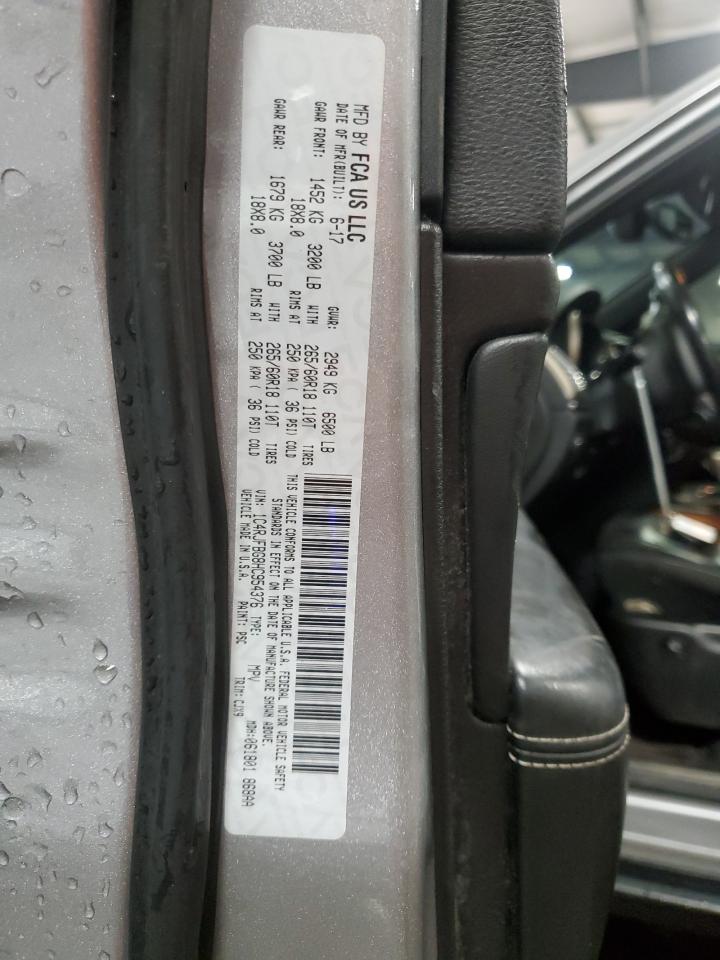 MFD BY FCA US LLC
DATE OF MFR(BUILT): 6-17 GVWR: 2949 KG 6500 LB
GAWR FRONT: 1452 KG 3200 LB WITH 265/60R18 110T TIRES
18X8.0 RIMS AT 250 KPA ( 36 PSI) COLD
GAWR REAR: 1679 KG 3700 LB WITH 265/60R18 110T TIRES
18X8.0 RIMS AT 250 KPA ( 36 PSI) COLD
THIS VEHICLE CONFORMS TO ALL APPLICABLE U.S.A. FEDERAL MOTOR VEHICLE SAFETY
STANDARDS IN EFFECT ON THE DATE OF MANUFACTURE SHOWN ABOVE.
VIN: 1C4RJFBG8HC954376 TYPE: MPV MDH:061801 868AA
VEHICLE MADE IN U.S.A. PAINT: PSC TRIM: CJX9